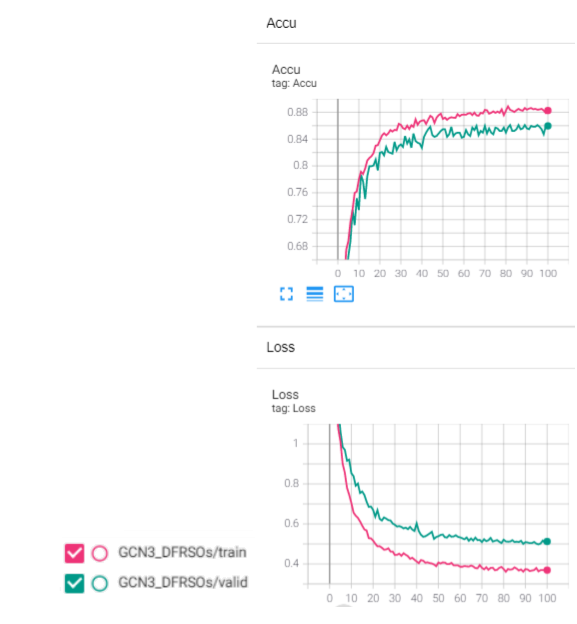 Accu
Accu
tag: Accu
0.88
0.84
0.8
0.76
0.72
0.68
0 10 20 30 40 50 60 70 80 90 100
Loss
Loss
tag: Loss
1
0.8
0.6
0.4
0 10 20 30 40 50 60 70 80 90 100
GCN3_DFRSOs/train
GCN3_DFRSOs/valid